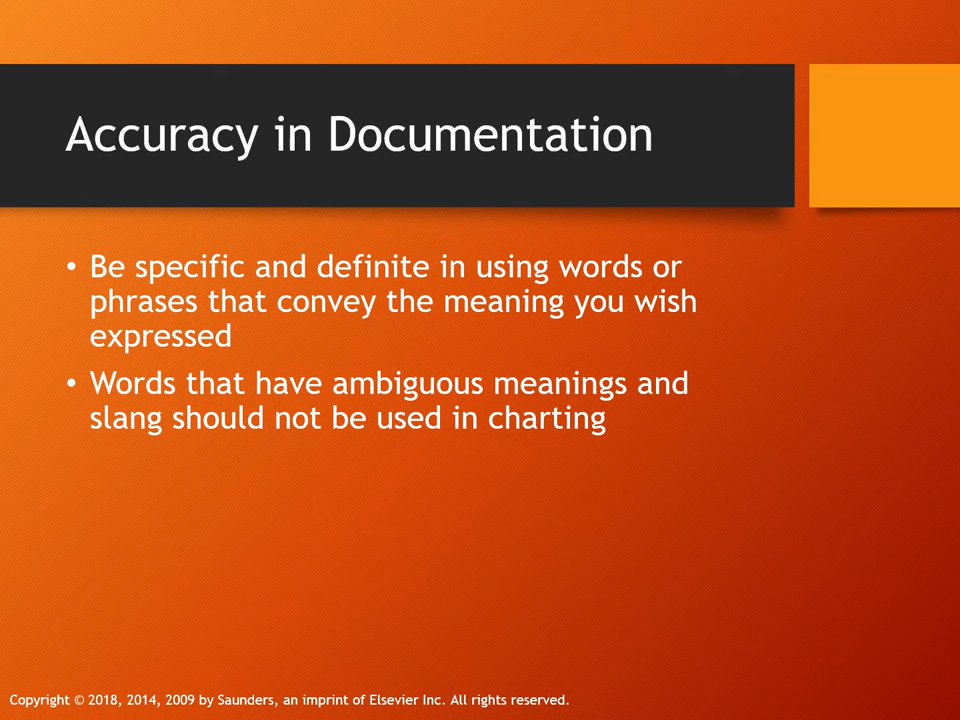 Accuracy in Documentation
• Be specific and definite in using words or
phrases that convey the meaning you wish
expressed
• Words that have ambiguous meanings and
slang should not be used in charting
Copyright © 2018, 2014, 2009 by Saunders, an imprint of Elsevier Inc. All rights reserved.